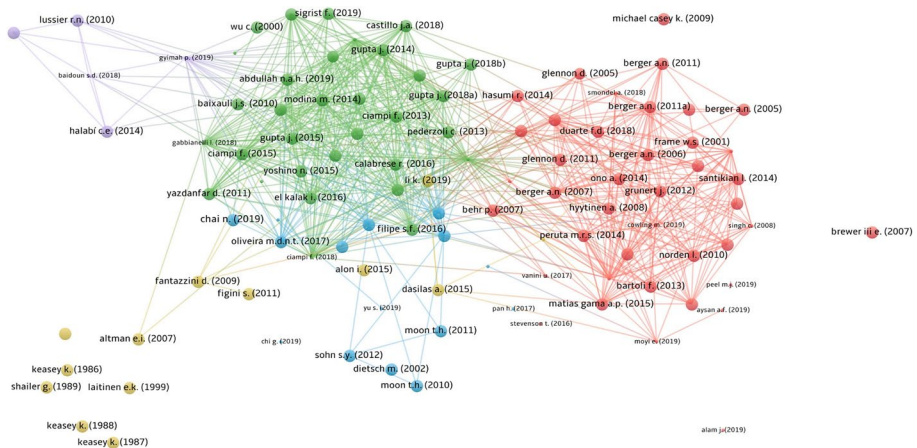 lussier r.n. (2010)
sigrist f. (2019)
wu c. (2000)
castillo j.a. (2018)
michael casey k. (2009)
gupta j. (2014)
gyimah p. (2019)
gupta j. (2018b)
berger a.n. (2011)
baidoun s.d. (2018)
abdullah n.a.h. (2019)
glennon d. (2005)
smondel a. (2018)
baixauli j.s. (2010)
modina m. (2014)
gupta j. (2018a)
hasumi r. (2014)
berger a.n. (2011a)
berger a.n. (2005)
ciampi f. (2013)
halabí c.e. (2014)
pederzoli c. (2013)
duarte f.d. (2018)
gabbianelli l. (2018)
gupta j. (2015)
frame w.s. (2001)
ciampi f. (2015)
calabrese r. (2016)
glennon d. (2011)
berger a.n. (2006)
yoshino n. (2015)
li k. (2019)
ono a. (2014)
santikian l. (2014)
yazdanfar d. (2011)
el kalak i. (2016)
berger a.n. (2007)
grunert j. (2012)
behr p. (2007)
hyytinen a. (2008)
chai n. (2019)
filipe s.f. (2016)
cowling m. (2019)
singh c. (2008)
brewer iii e. (2007)
oliveira m.d.n.t. (2017)
peruta m.r.s. (2014)
ciampi f. (2018)
norden l. (2010)
alon i. (2015)
fantazzini d. (2009)
vanini u. (2017)
figini s. (2011)
dasilas a. (2015)
bartoli f. (2013)
peel m.j. (2019)
yu s. (2019)
pan h. (2017)
matias gama a.p. (2015)
aysan a.f. (2019)
stevenson t. (2016)
moon t.h. (2011)
altman e.i. (2007)
chi g. (2019)
moyi e. (2019)
sohn s.y. (2012)
keasey k. (1986)
dietsch m. (2002)
shailer g. (1989)
laitinen e.k. (1999)
moon t.h. (2010)
keasey k. (1988)
alam j. (2019)
keasey k. (1987)